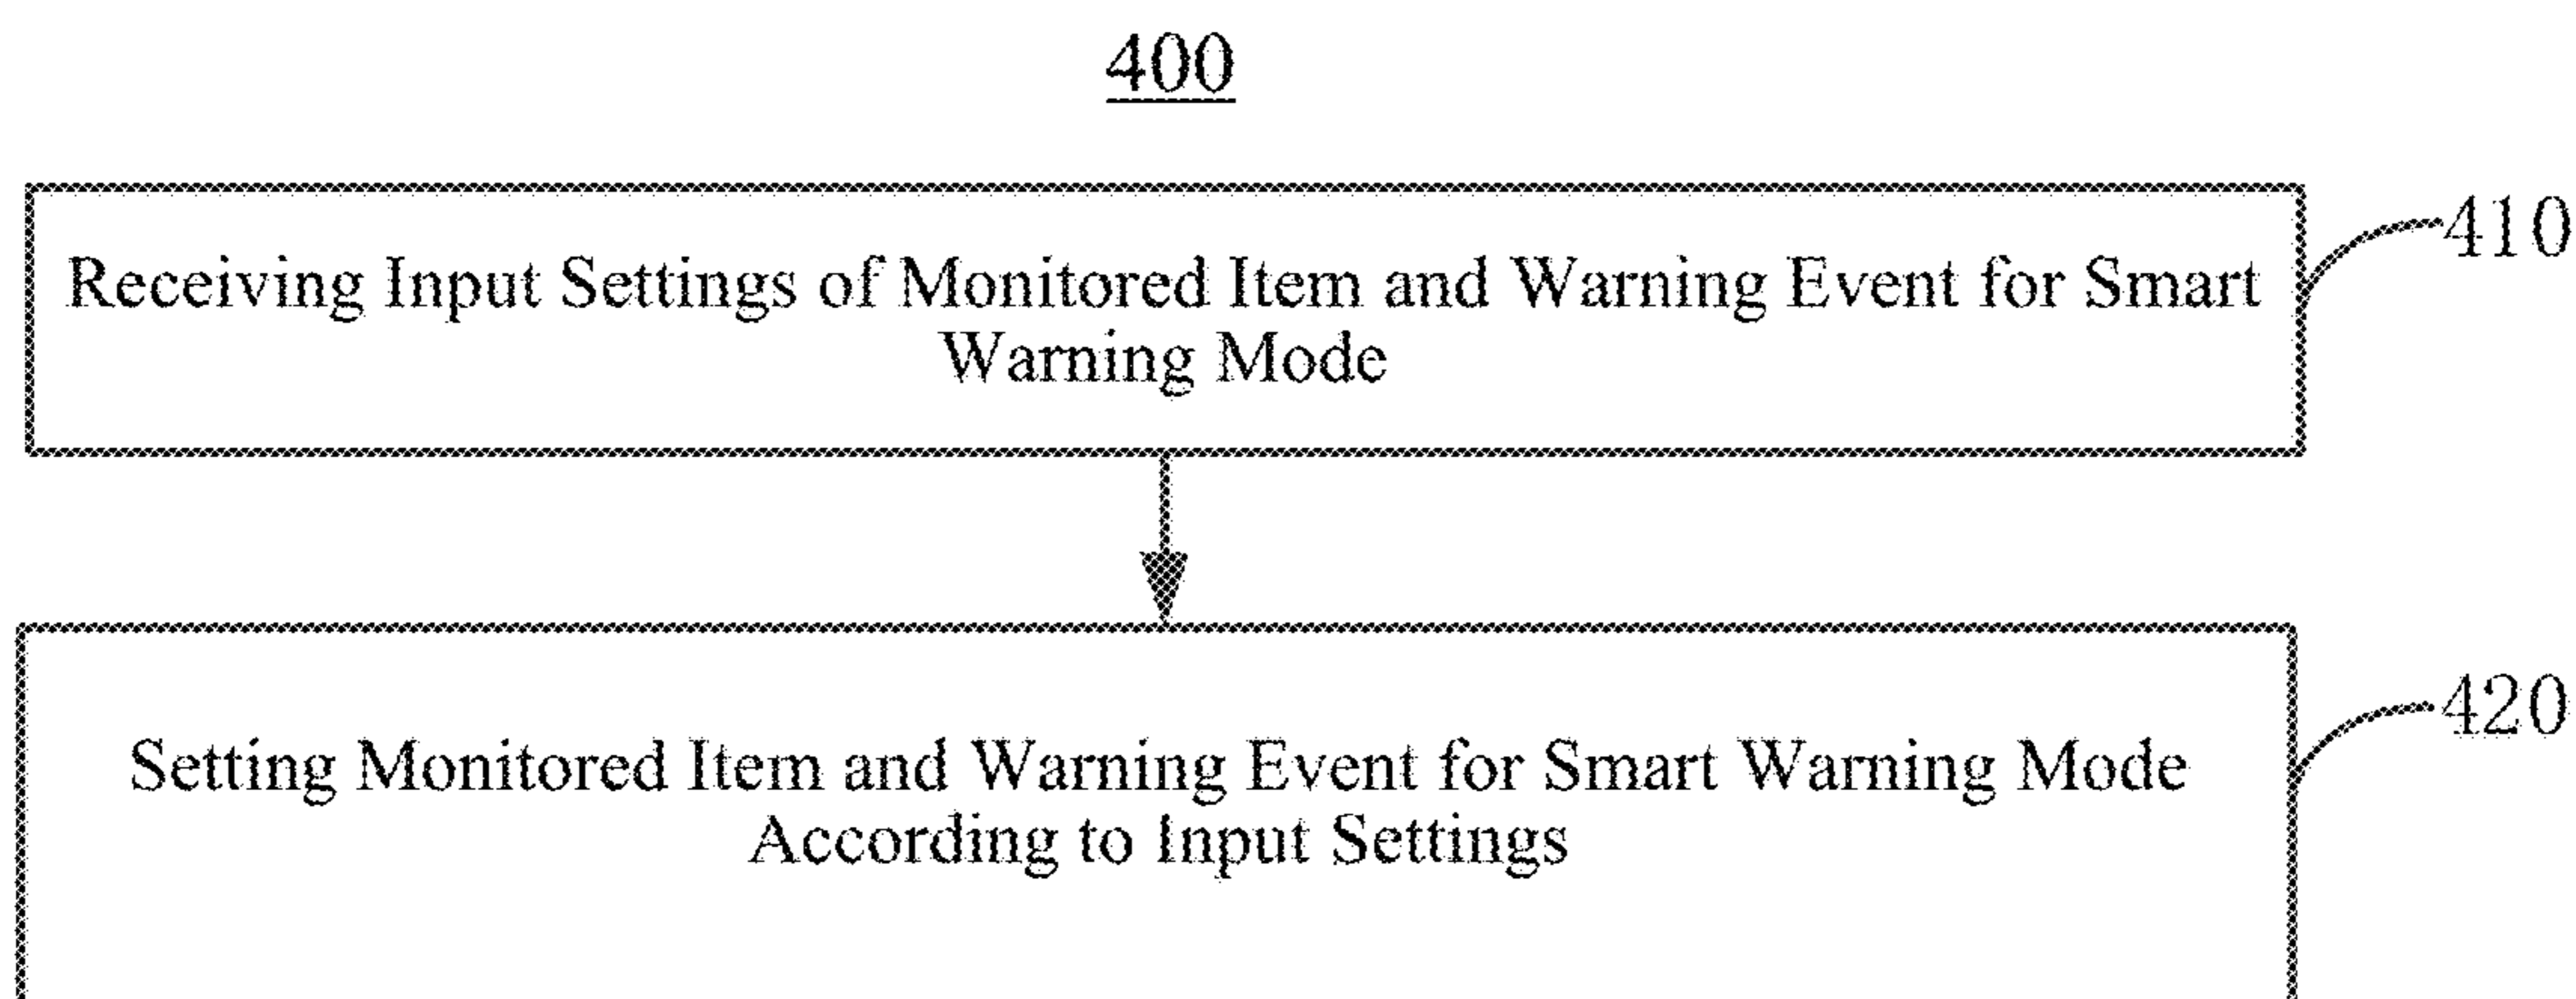 400
Receiving Input Settings of Monitored Item and Warning Event for Smart
Warning Mode
410
Setting Monitored Item and Warning Event for Smart Warning Mode
According to Input Settings
420